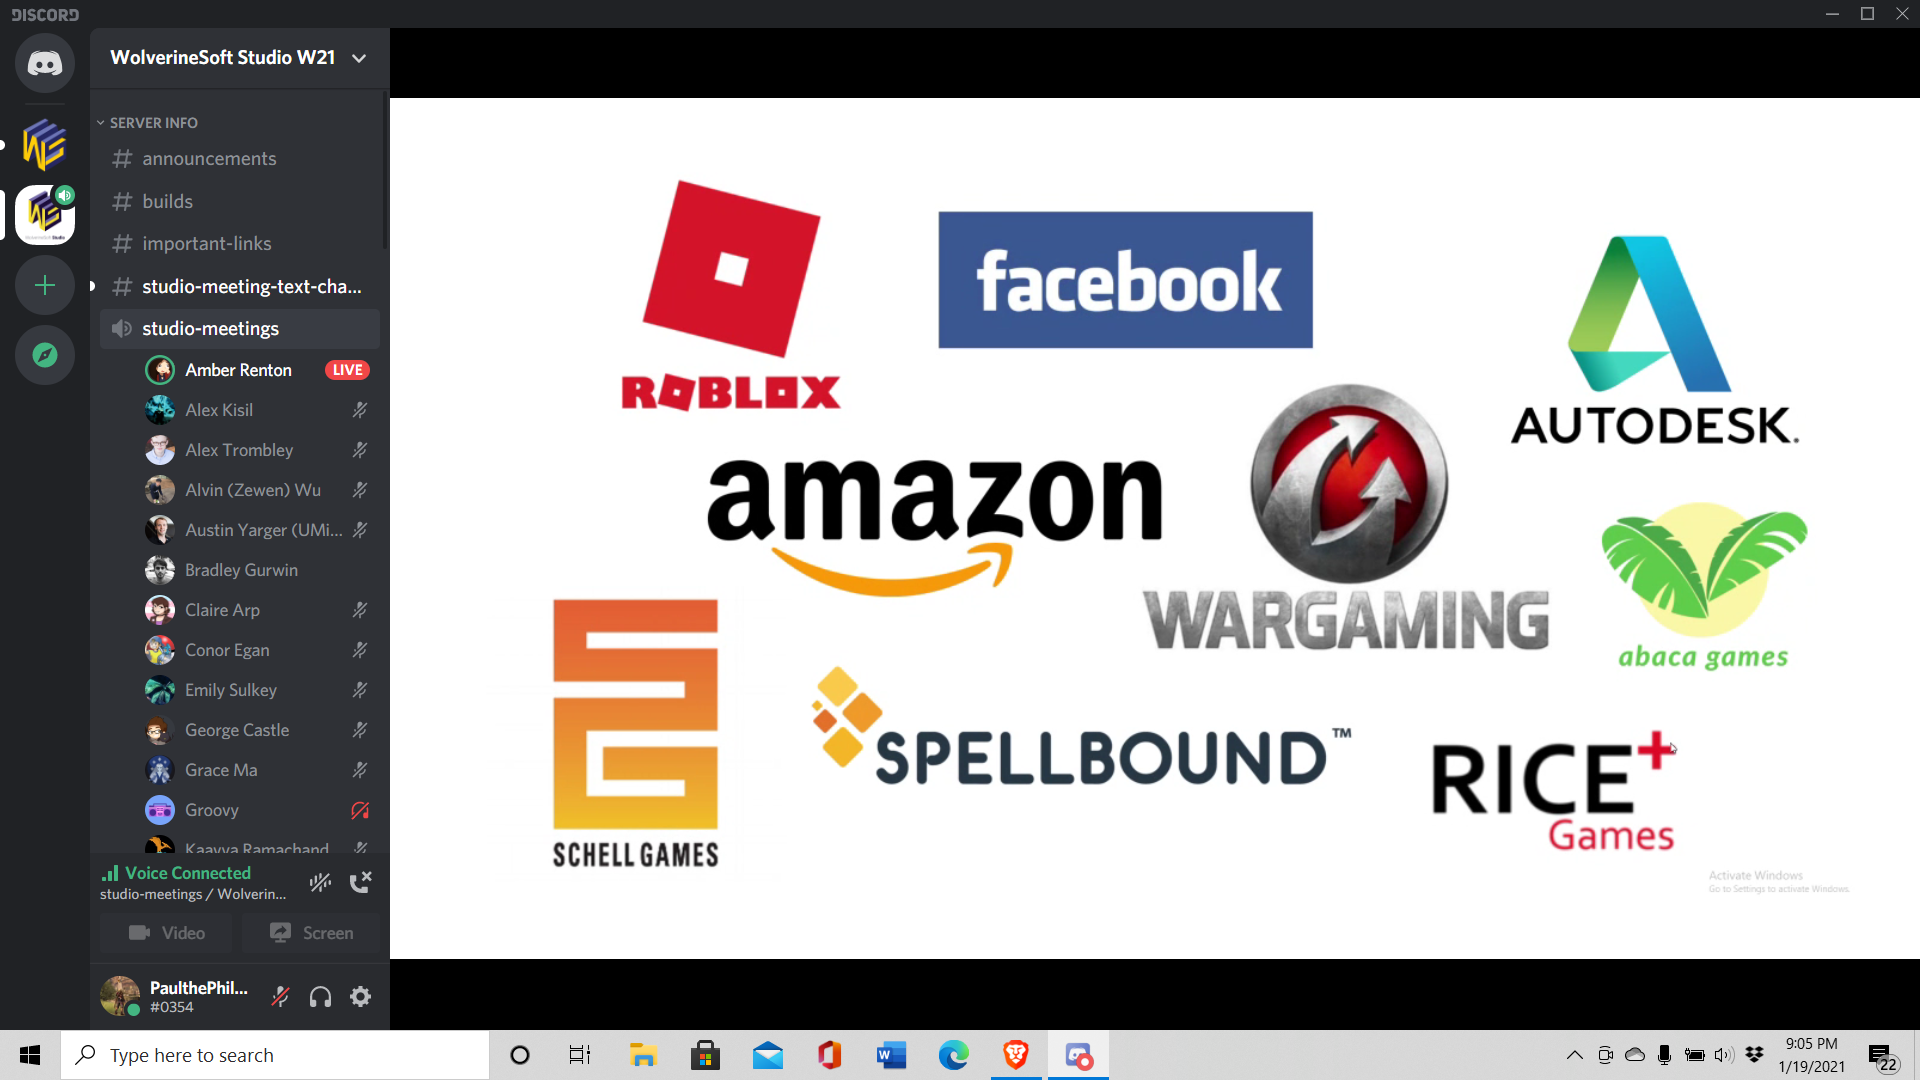 DISCORD
WolverineSoft Studio W21
SERVER INFO
announcements
builds
important-links
studio-meeting-text-cha...
studio-meetings
Amber Renton LIVE
Alex Kisil
Alex Trombley
Alvin (Zewen) Wu
Austin Yarger (UMi...
Bradley Gurwin
Claire Arp
Conor Egan
Emily Sulkey
George Castle
Grace Ma
Groovy
Kaavya Ramachand
Voice Connected
studio-meetings / Wolverin...
Video Screen
PaulthePhil...
#0354
ROBLOX
facebook
AUTODESK.
amazon
WARGAMING
abaca games
SCHELL GAMES
SPELLBOUND™
RICE+
Games
Activate Windows
Go to Settings to activate Windows.
Type here to search
9:05 PM
1/19/2021
22